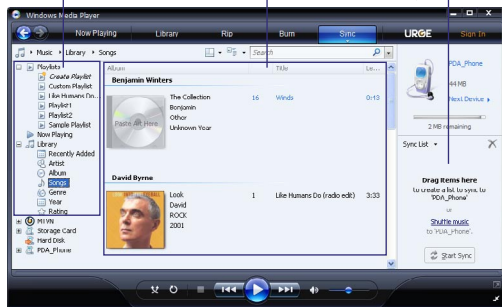 Windows Media Player
Now Playing Library Rip Burn Sync URGE Sign In
Music Library Songs
Search
Playlists
Create Playlist
Custom Playlist
Like Humans Do...
Playlist1
Playlist2
Sample Playlist
Now Playing
Library
Recently Added
Artist
Album
Songs
Genre
Year
Rating
MTVN
Storage Card
Hard Disk
PDA_Phone
Album Title Le...
Benjamin Winters
Paste Art Here
The Collection 16 Winds 0:13
Benjamin
Other
Unknown Year
David Byrne
Look 1 Like Humans Do (radio edit) 3:33
David
ROCK
2001
PDA_Phone
44 MB
Next Device
2 MB remaining
Sync List
Drag Items here
to create a list to sync to
'PDA_Phone'
or
Shuffle music
to 'PDA_Phone'.
Start Sync